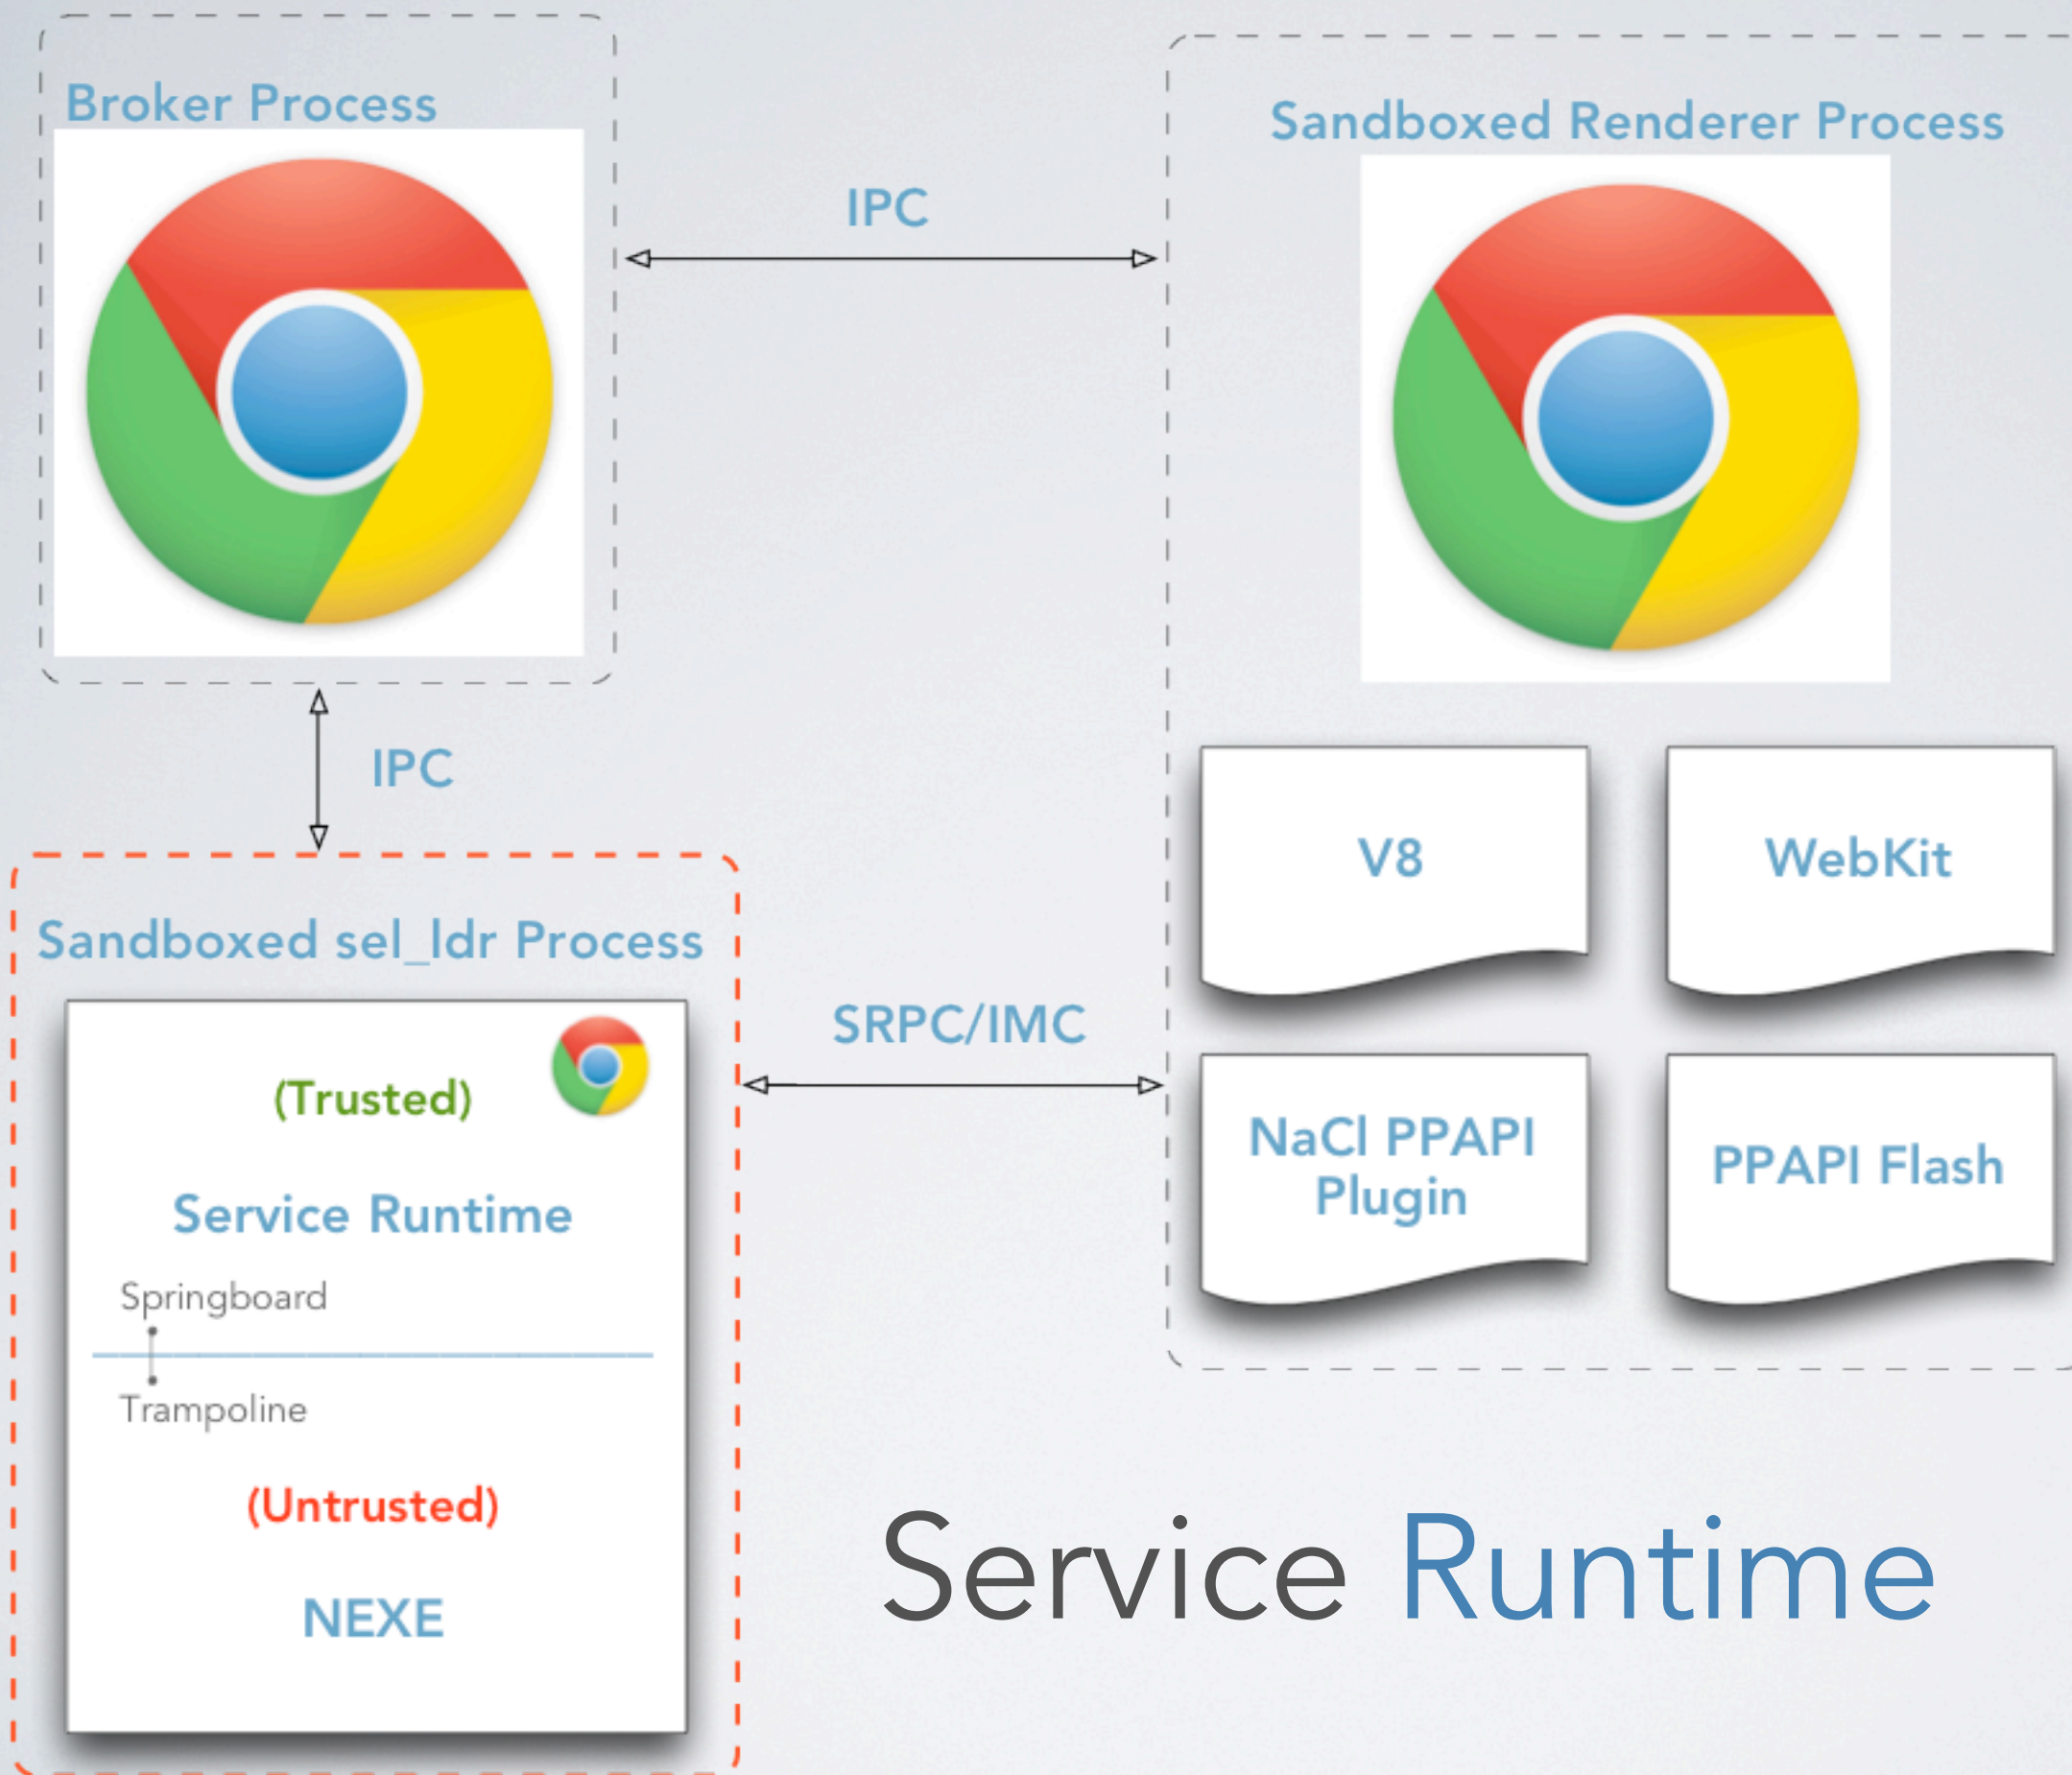 Broker Process
Sandboxed Renderer Process
IPC
IPC
V8
WebKit
Sandboxed sel_ldr Process
SRPC/IMC
(Trusted)
Service Runtime
NaCl PPAPI
Plugin
PPAPI Flash
Springboard
Trampoline
(Untrusted)
NEXE
Service Runtime